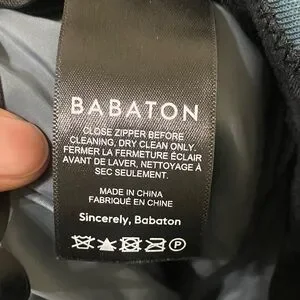 BABATON
CLOSE ZIPPER BEFORE
CLEANING, DRY CLEAN ONLY.
FERMER LA FERMETURE ÉCLAIR
AVANT DE LAVER, NETTOYAGE À
SEC SEULEMENT.
MADE IN CHINA
FABRIQUÉ EN CHINE
Sincerely, Babaton
P